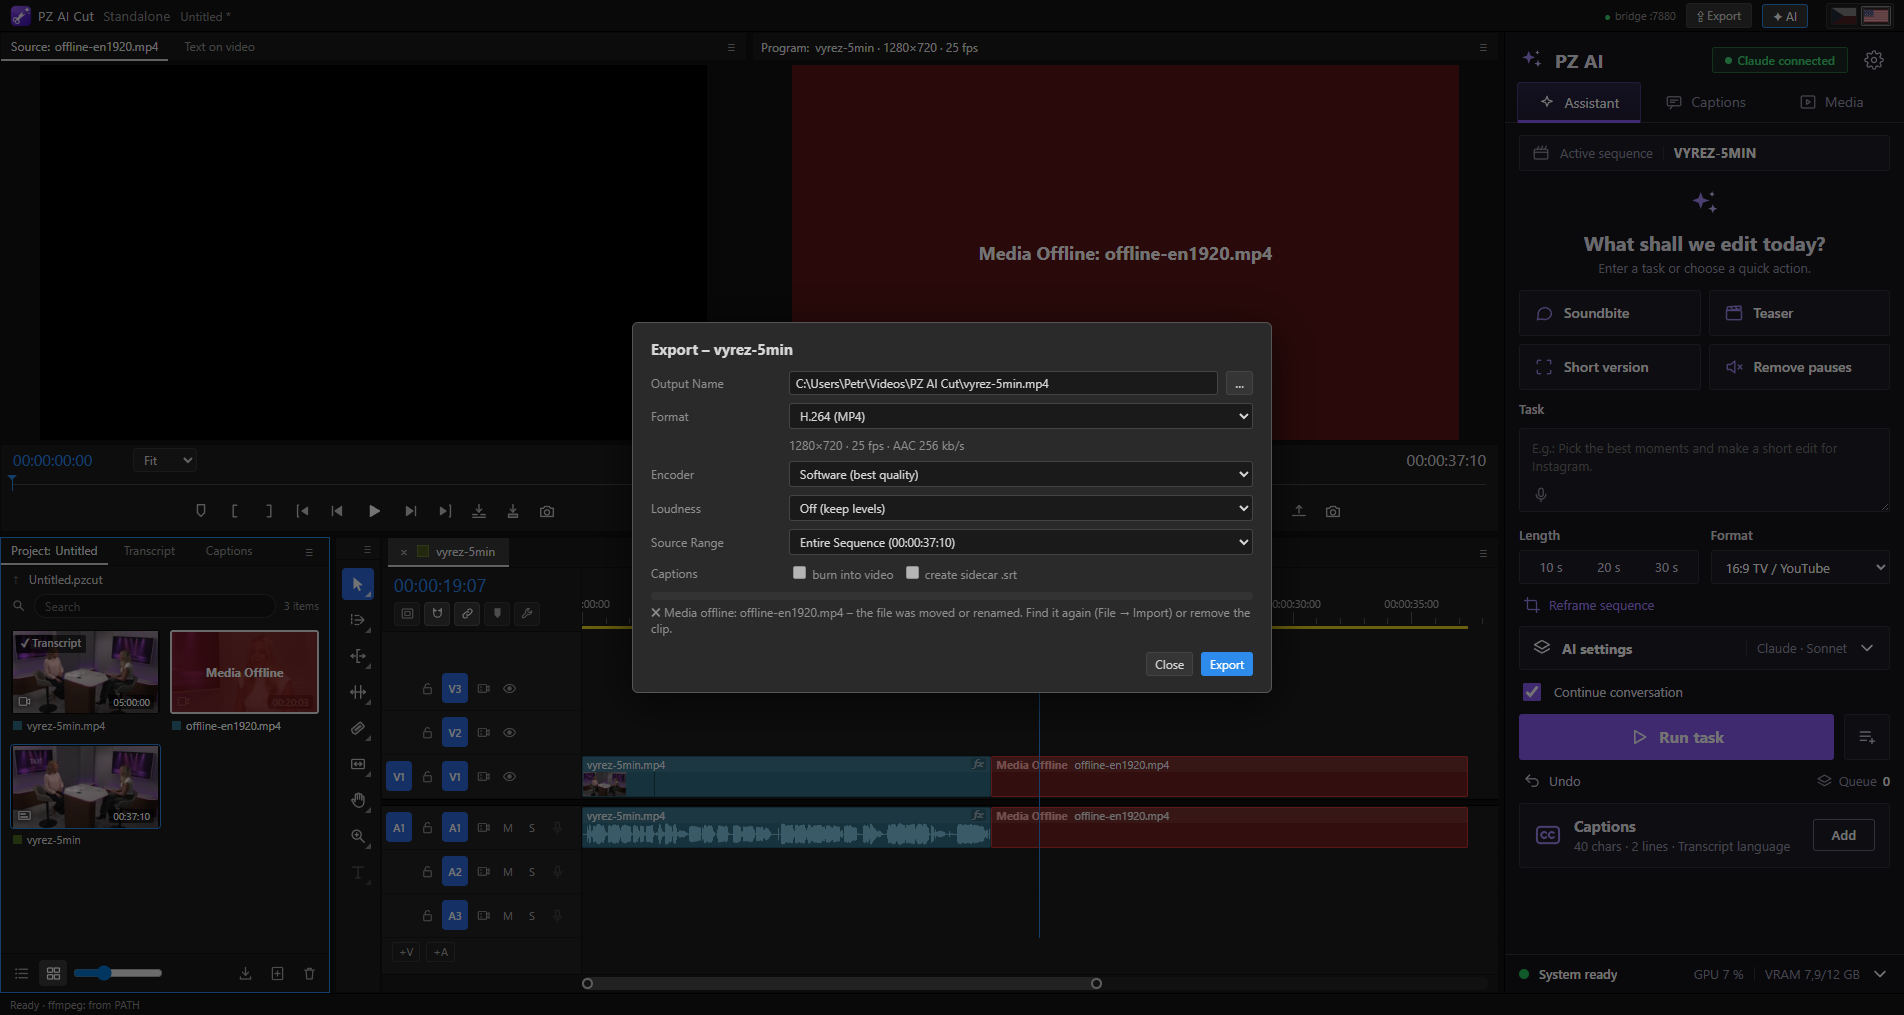 PZ AI Cut Standalone Untitled *
bridge :7880
Export
AI
Source: offline-en1920.mp4
Text on video
Program: vyrez-5min · 1280×720 · 25 fps
Media Offline: offline-en1920.mp4
00:00:00:00
Fit
00:00:37:10
Export – vyrez-5min
Output Name
C:\Users\Petr\Videos\PZ AI Cut\vyrez-5min.mp4
...
Format
H.264 (MP4)
1280×720 · 25 fps · AAC 256 kb/s
Encoder
Software (best quality)
Loudness
Off (keep levels)
Source Range
Entire Sequence (00:00:37:10)
Captions
burn into video
create sidecar .srt
✕ Media offline: offline-en1920.mp4 – the file was moved or renamed. Find it again (File → Import) or remove the
clip.
Close
Export
Project: Untitled
Transcript
Captions
↑ Untitled.pzcut
Search
3 items
✓ Transcript
05:00:00
vyrez-5min.mp4
Media Offline
00:20:03
offline-en1920.mp4
00:37:10
vyrez-5min
× vyrez-5min
00:00:19:07
:00:00
00:00:30:00
00:00:35:00
V3
V2
V1
V1
A1
A1
M
S
A2
M
S
A3
M
S
+V
+A
vyrez-5min.mp4
fx
Media Offline offline-en1920.mp4
vyrez-5min.mp4
fx
Media Offline offline-en1920.mp4
Ready · ffmpeg: from PATH
PZ AI
Claude connected
Assistant
Captions
Media
Active sequence
VYREZ-5MIN
What shall we edit today?
Enter a task or choose a quick action.
Soundbite
Teaser
Short version
Remove pauses
Task
E.g.: Pick the best moments and make a short edit for
Instagram.
Length
Format
10 s
20 s
30 s
16:9 TV / YouTube
Reframe sequence
AI settings
Claude · Sonnet
Continue conversation
Run task
Undo
Queue 0
CC
Captions
40 chars · 2 lines · Transcript language
Add
System ready
GPU 7 %
VRAM 7,9/12 GB